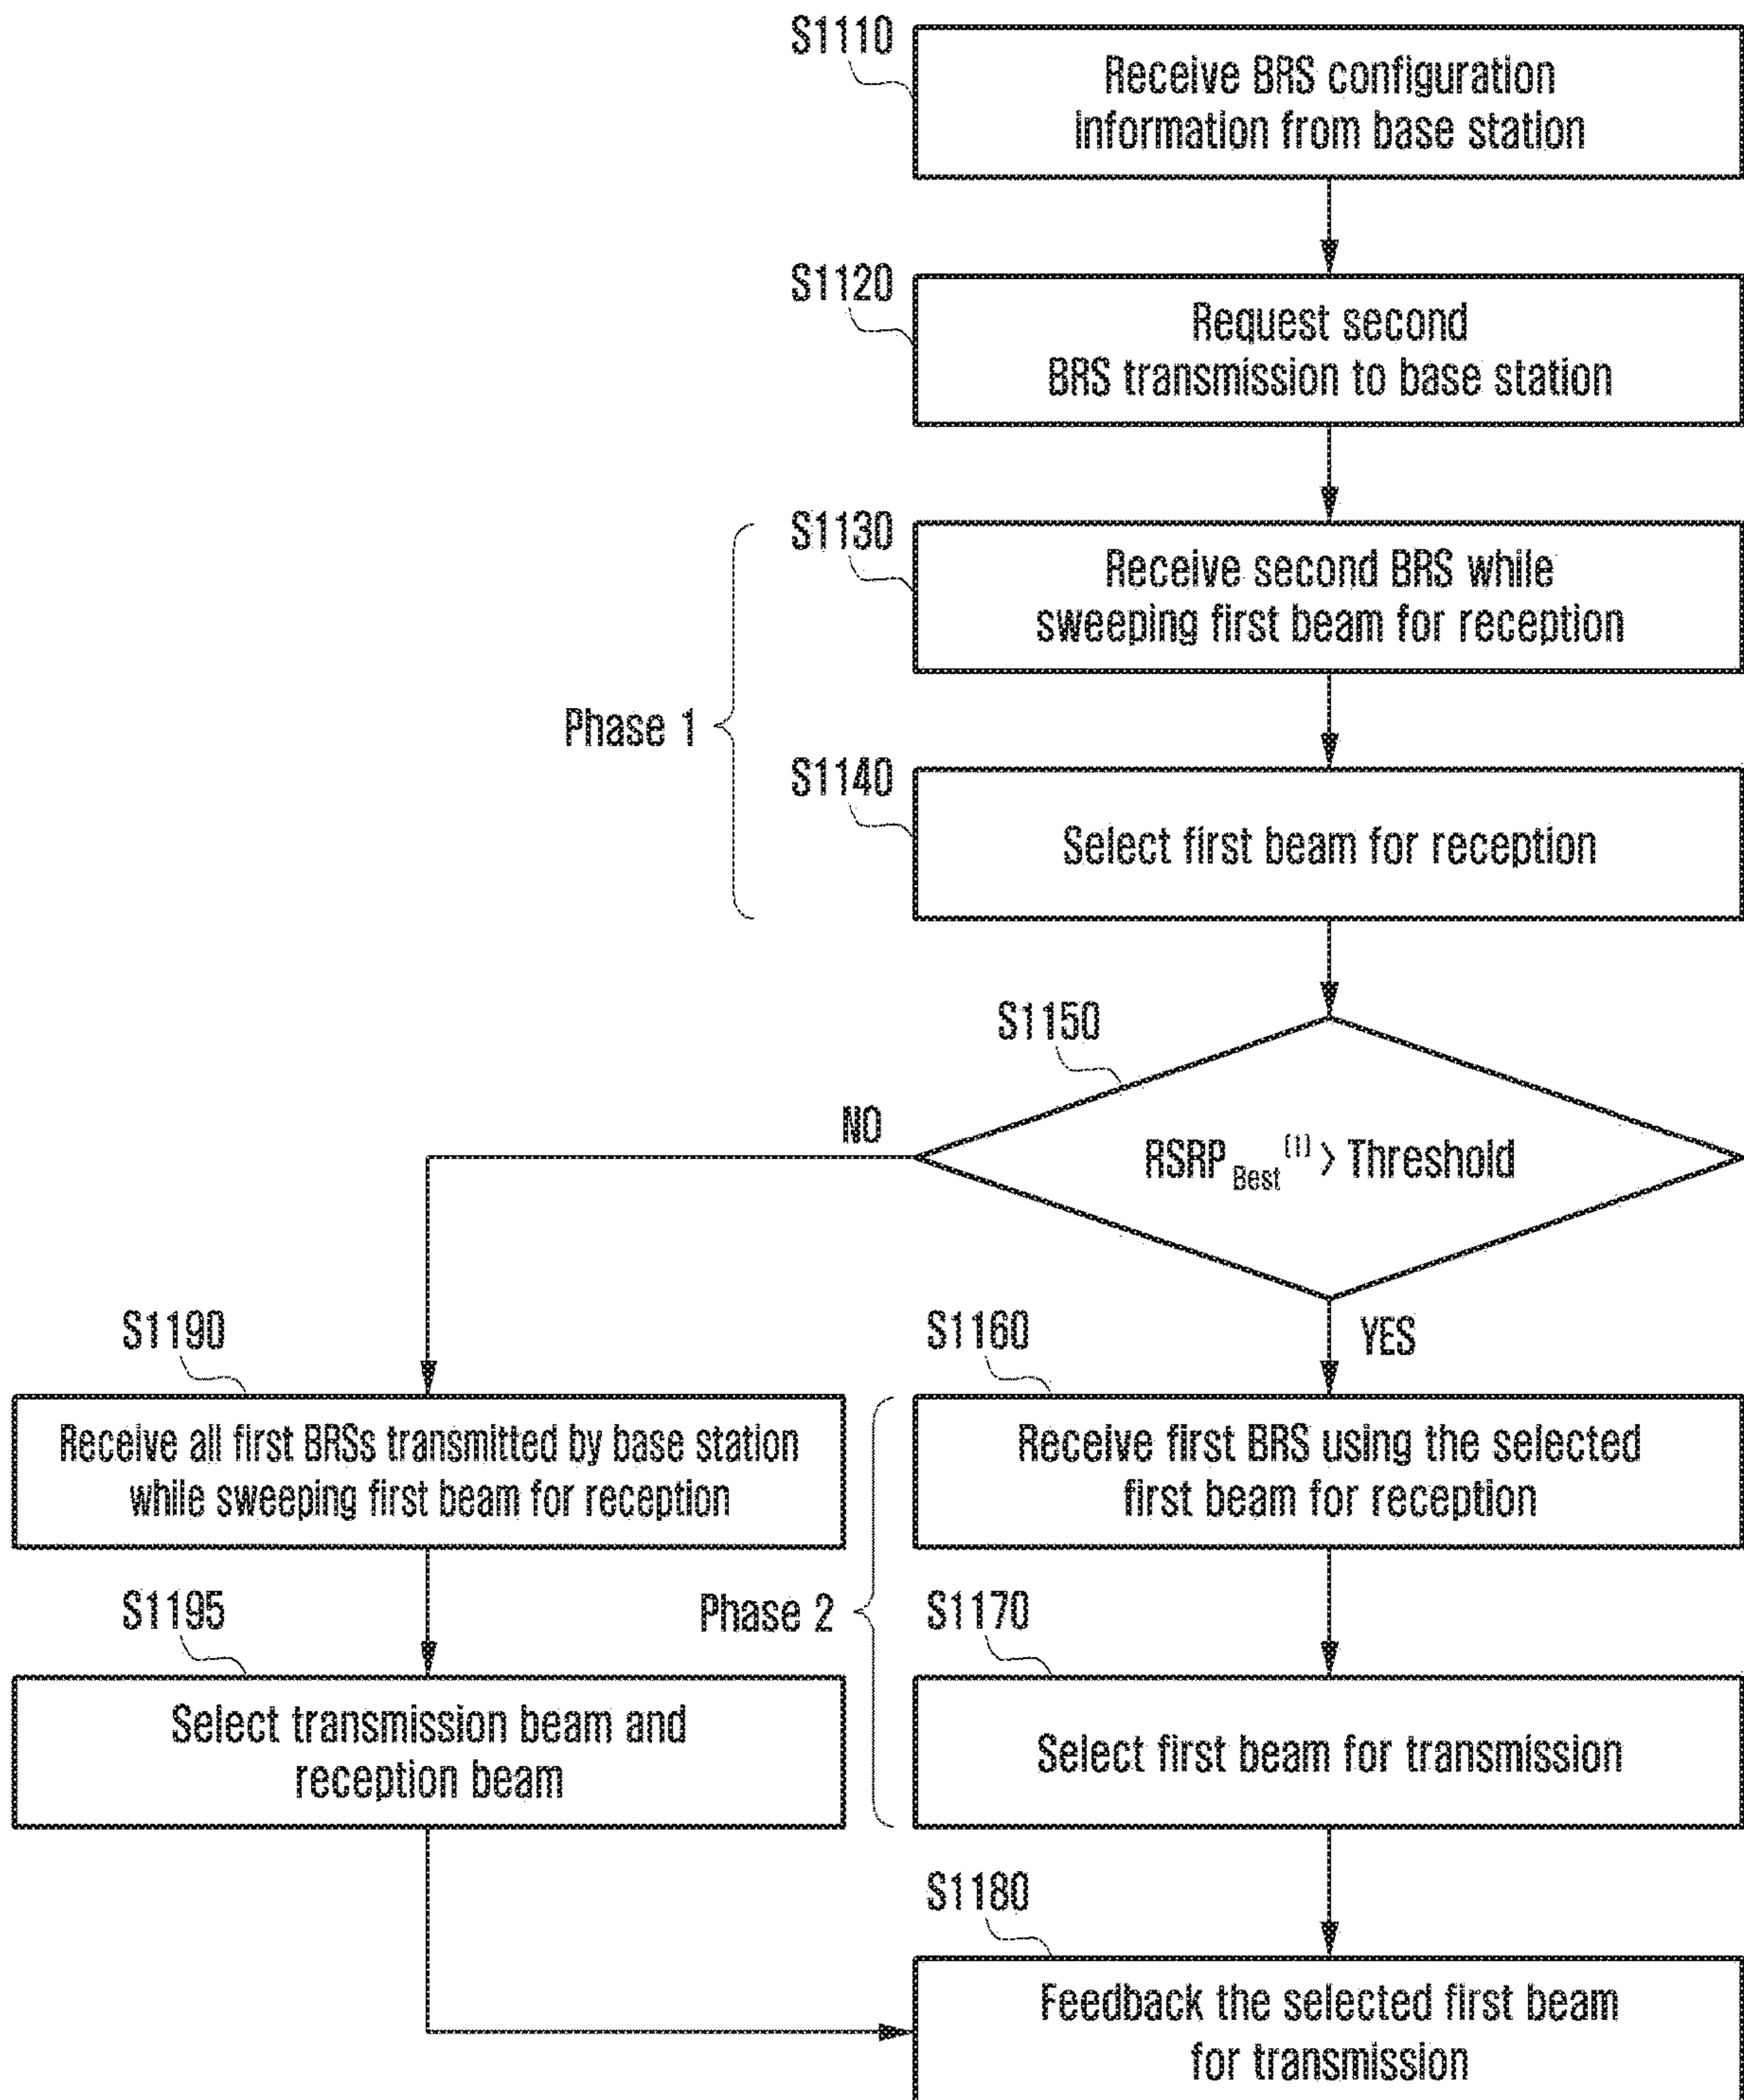 S1110
Receive BRS configuration
information from base station
S1120
Request second
BRS transmission to base station
S1130
Receive second BRS while
sweeping first beam for reception
Phase 1
S1140
Select first beam for reception
S1150
NO
RSRP Best (1) > Threshold
YES
S1190
S1160
Receive all first BRSs transmitted by base station
while sweeping first beam for reception
Receive first BRS using the selected
first beam for reception
S1195
Phase 2
S1170
Select transmission beam and
reception beam
Select first beam for transmission
S1180
Feedback the selected first beam
for transmission